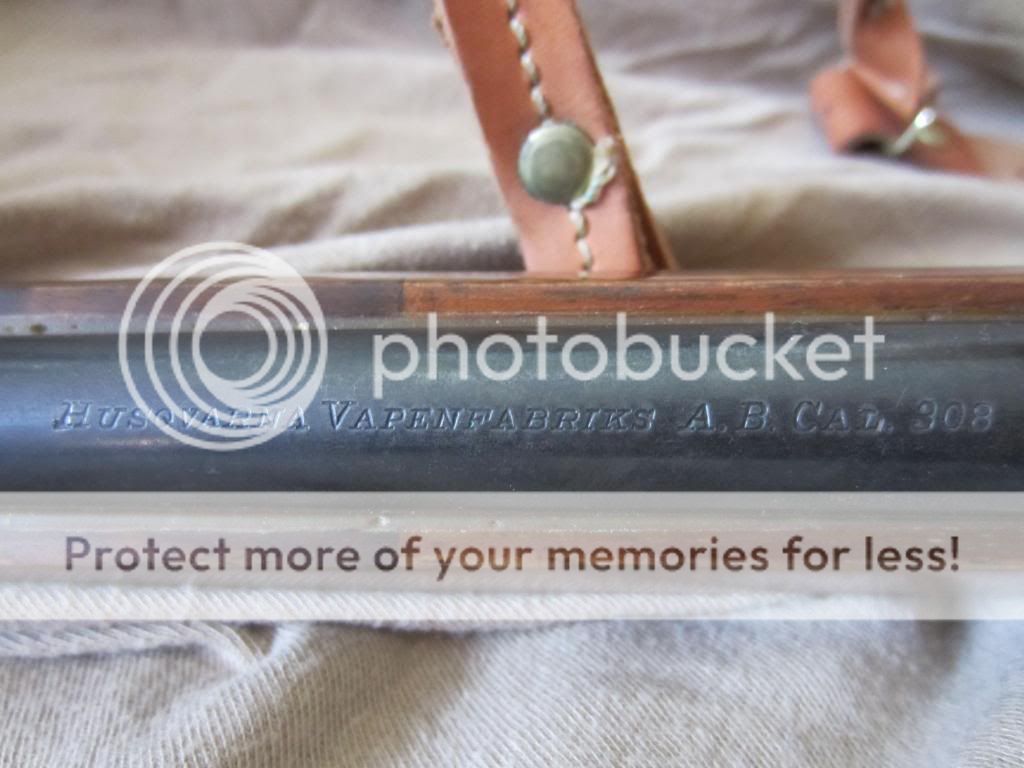 photobucket
HUSQVARNA VAPENFABRIKS A.B. CAL. 308
Protect more of your memories for less!